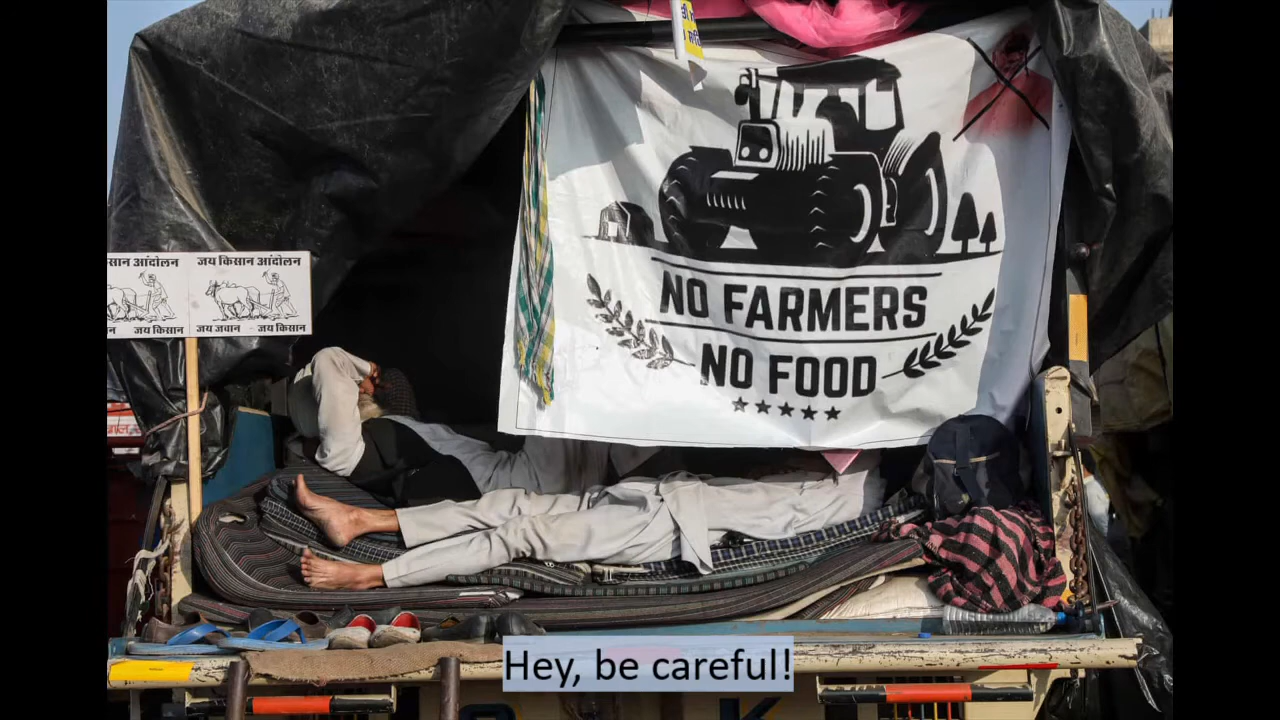 सान आंदोलन
जय किसान आंदोलन
जय किसान
जय जवान - जय किसान
NO FARMERS
NO FOOD
Hey, be careful!